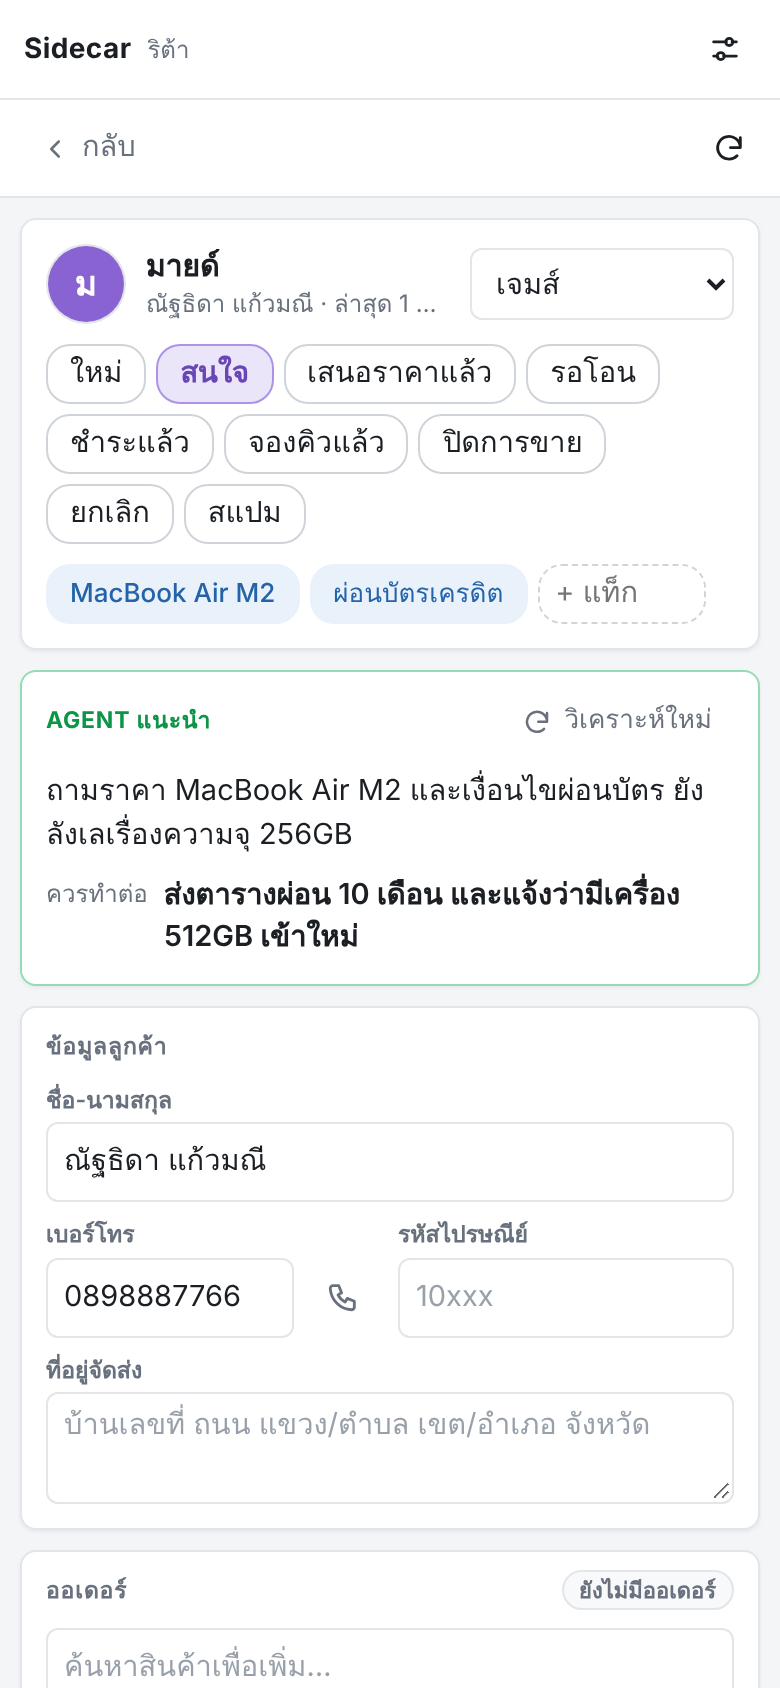 Sidecar ริต้า
กลับ
ม
มายด์
ณัฐธิดา แก้วมณี · ล่าสุด 1 ...
เจมส์
ใหม่ สนใจ เสนอราคาแล้ว รอโอน
ชำระแล้ว จองคิวแล้ว ปิดการขาย
ยกเลิก สแปม
MacBook Air M2 ผ่อนบัตรเครดิต + แท็ก
AGENT แนะนำ วิเคราะห์ใหม่
ถามราคา MacBook Air M2 และเงื่อนไขผ่อนบัตร ยัง
ลังเลเรื่องความจุ 256GB
ควรทำต่อ ส่งตารางผ่อน 10 เดือน และแจ้งว่ามีเครื่อง
512GB เข้าใหม่
ข้อมูลลูกค้า
ชื่อ-นามสกุล
ณัฐธิดา แก้วมณี
เบอร์โทร รหัสไปรษณีย์
0898887766 10xxx
ที่อยู่จัดส่ง
บ้านเลขที่ ถนน แขวง/ตำบล เขต/อำเภอ จังหวัด
ออเดอร์ ยังไม่มีออเดอร์
ค้นหาสินค้าเพื่อเพิ่ม...